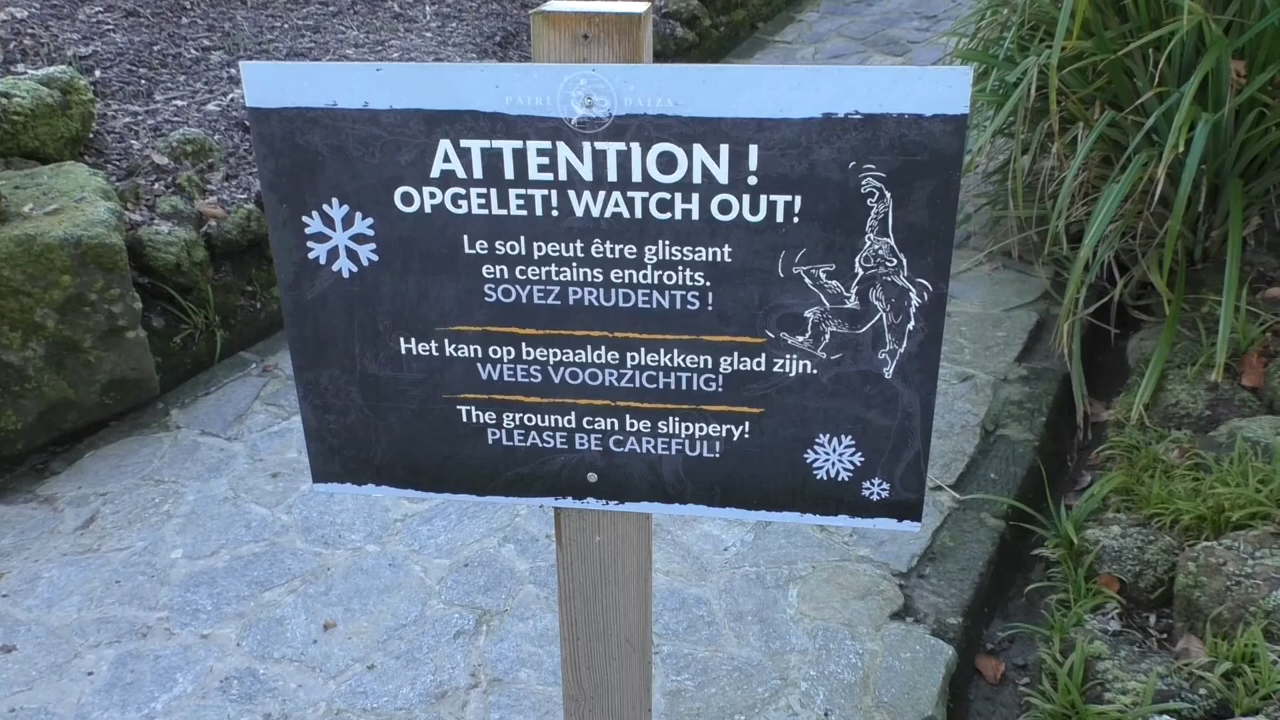 PAIRI DAIZA
ATTENTION !
OPGELET! WATCH OUT!
Le sol peut être glissant
en certains endroits.
SOYEZ PRUDENTS !
Het kan op bepaalde plekken glad zijn.
WEES VOORZICHTIG!
The ground can be slippery!
PLEASE BE CAREFUL!